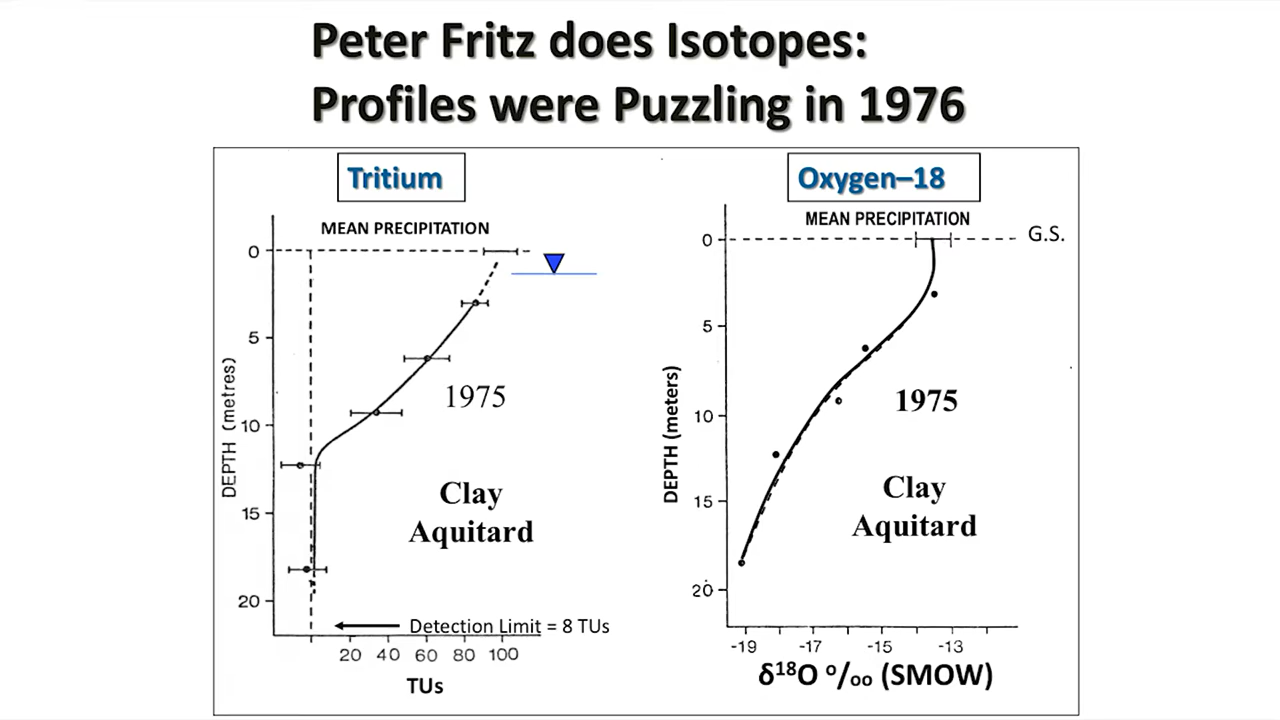 Peter Fritz does Isotopes:
Profiles were Puzzling in 1976
Tritium
MEAN PRECIPITATION
0
5
10
15
20
DEPTH (metres)
1975
Clay
Aquitard
Detection Limit = 8 TUs
20 40 60 80 100
TUs
Oxygen–18
MEAN PRECIPITATION
G.S.
0
5
10
15
20
DEPTH (meters)
1975
Clay
Aquitard
-19 -17 -15 -13
δ¹⁸O º/₀₀ (SMOW)